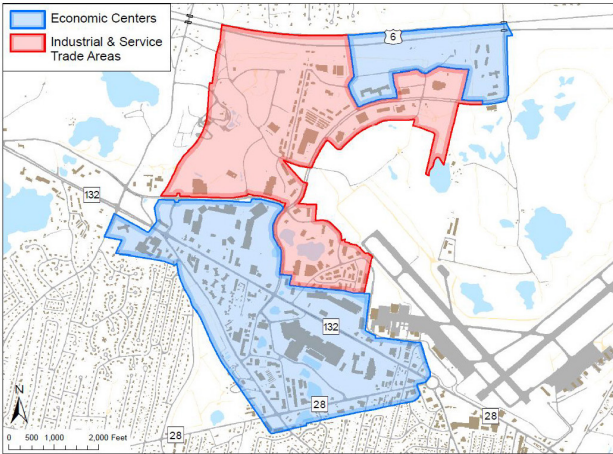 Economic Centers
Industrial & Service
Trade Areas
6
132
132
28
28
28
N
0 500 1,000 2,000 Feet